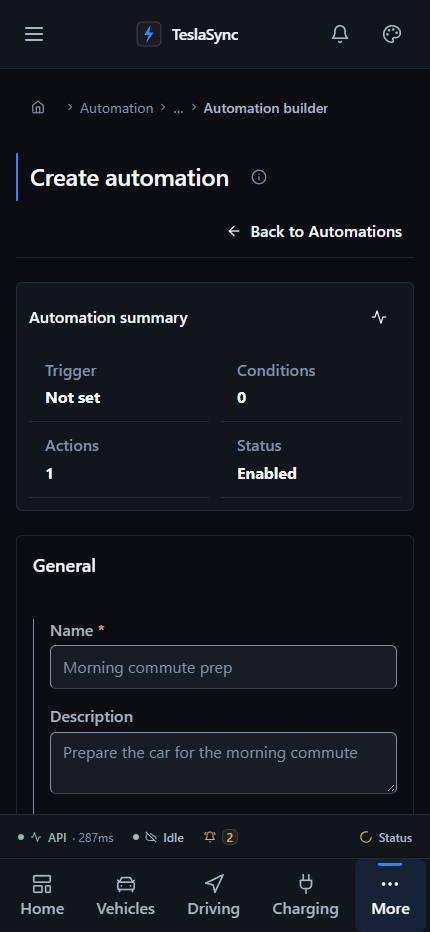 TeslaSync
Automation ... Automation builder
Create automation
Back to Automations
Automation summary
Trigger Conditions
Not set 0
Actions Status
1 Enabled
General
Name *
Morning commute prep
Description
Prepare the car for the morning commute
API · 287ms Idle 2 Status
Home Vehicles Driving Charging More